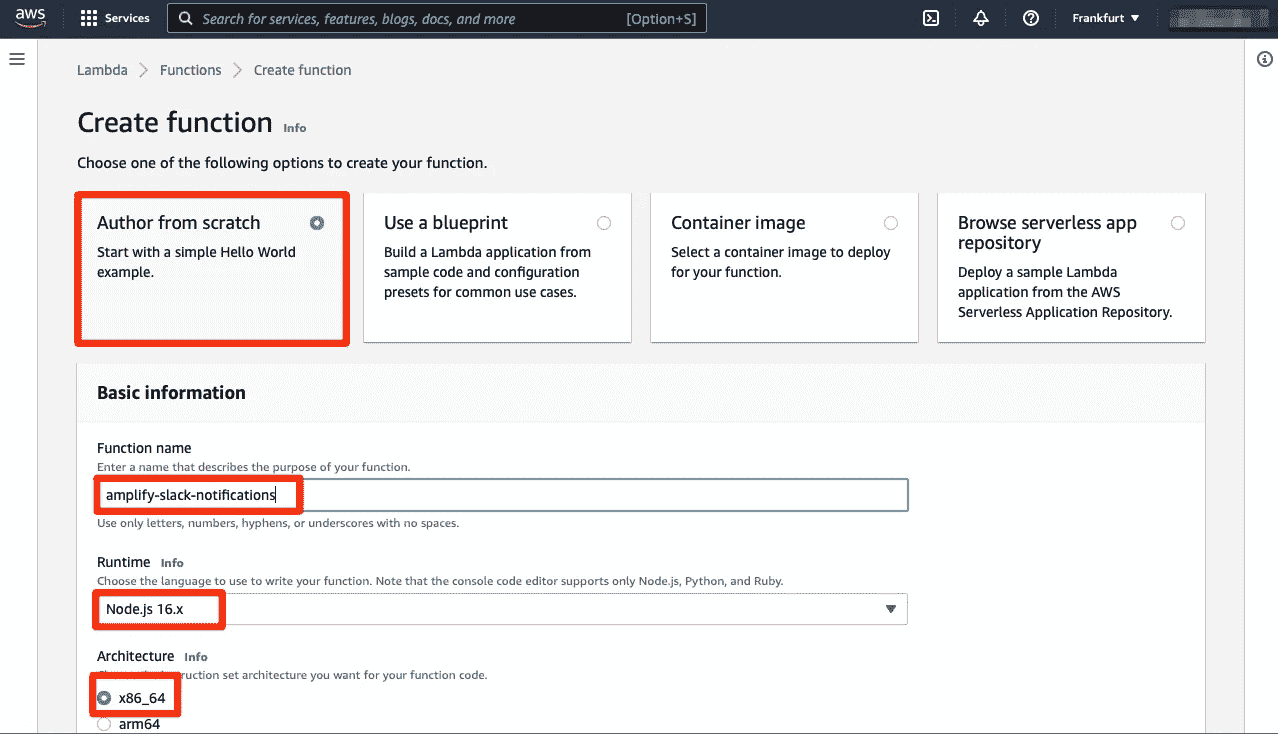 aws Services Search for services, features, blogs, docs, and more [Option+S] Frankfurt
Lambda Functions Create function
Create function Info
Choose one of the following options to create your function.
Author from scratch
Start with a simple Hello World
example.
Use a blueprint
Build a Lambda application from
sample code and configuration
presets for common use cases.
Container image
Select a container image to deploy
for your function.
Browse serverless app
repository
Deploy a sample Lambda
application from the AWS
Serverless Application Repository.
Basic information
Function name
Enter a name that describes the purpose of your function.
amplify-slack-notifications
Use only letters, numbers, hyphens, or underscores with no spaces.
Runtime Info
Choose the language to use to write your function. Note that the console code editor supports only Node.js, Python, and Ruby.
Node.js 16.x
Architecture Info
set architecture you want for your function code.
x86_64
arm64